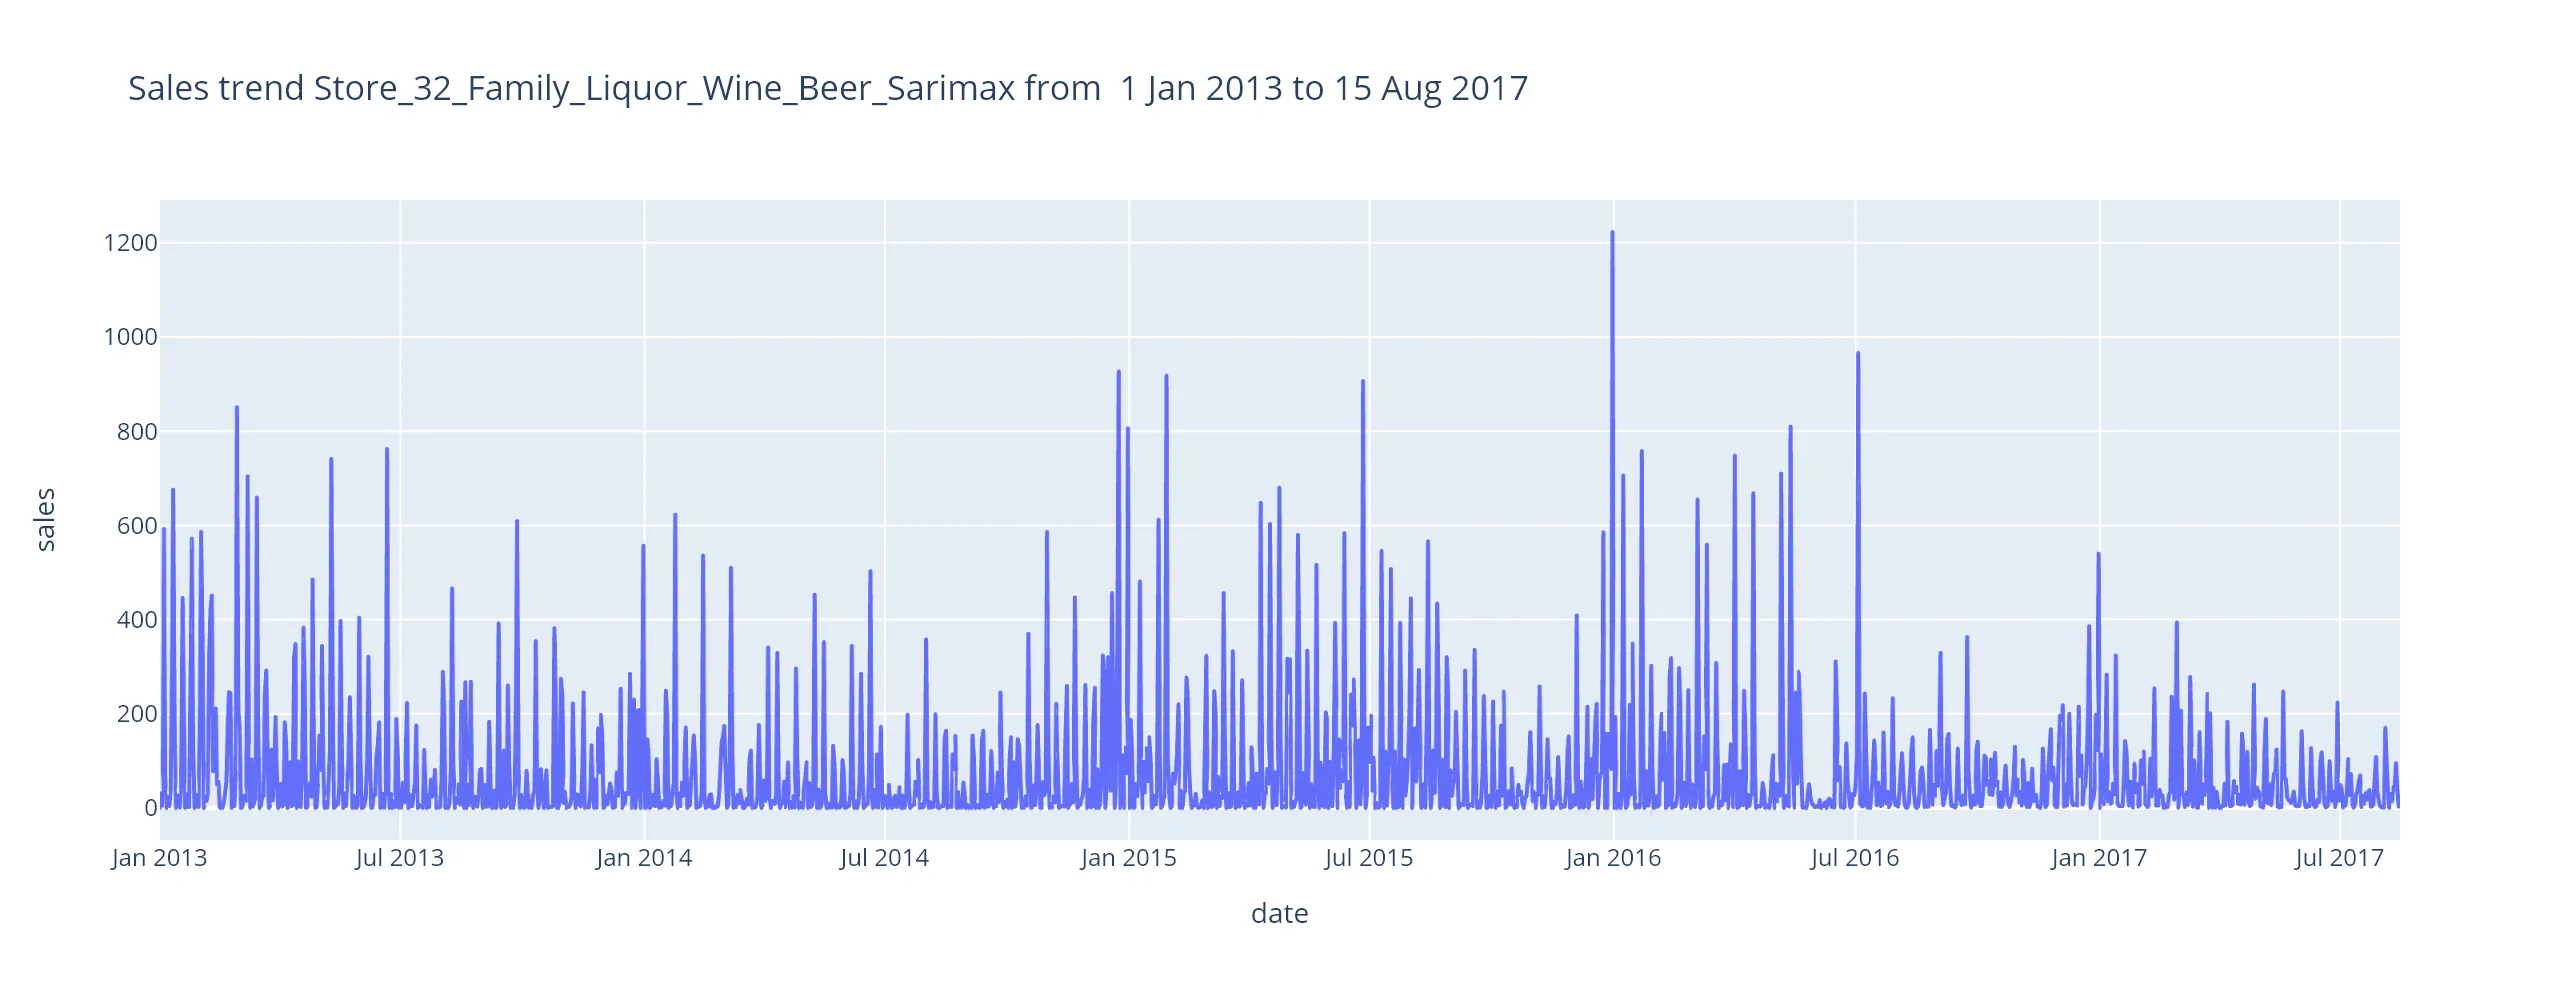 Sales trend Store_32_Family_Liquor_Wine_Beer_Sarimax from  1 Jan 2013 to 15 Aug 2017
1200
1000
800
600
400
200
0
sales
Jan 2013 Jul 2013 Jan 2014 Jul 2014 Jan 2015 Jul 2015 Jan 2016 Jul 2016 Jan 2017 Jul 2017
date